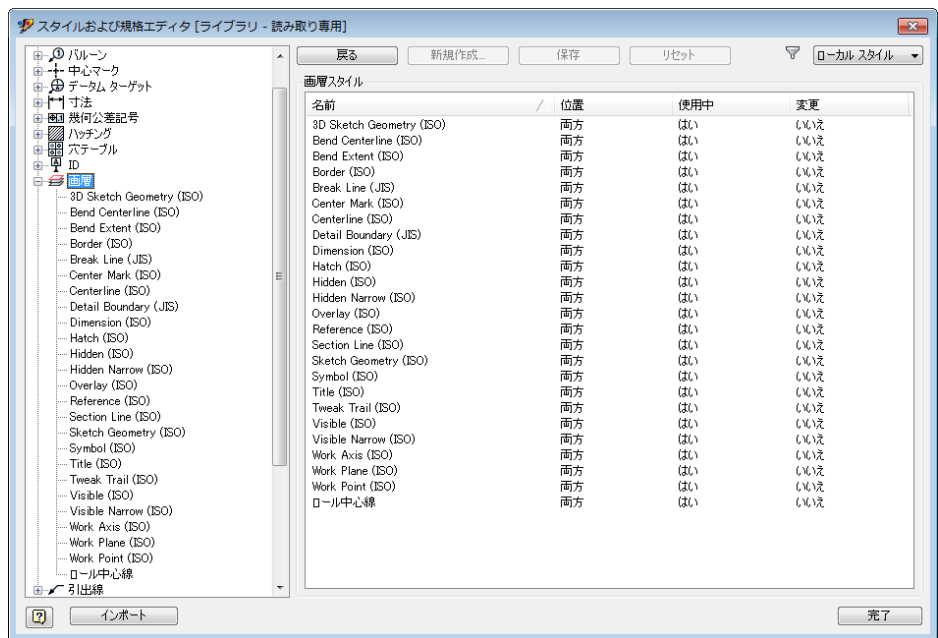 スタイルおよび規格エディタ [ライブラリ - 読み取り専用]
バルーン
中心マーク
データム ターゲット
寸法
幾何公差記号
ハッチング
穴テーブル
ID
画層
3D Sketch Geometry (ISO)
Bend Centerline (ISO)
Bend Extent (ISO)
Border (ISO)
Break Line (JIS)
Center Mark (ISO)
Centerline (ISO)
Detail Boundary (JIS)
Dimension (ISO)
Hatch (ISO)
Hidden (ISO)
Hidden Narrow (ISO)
Overlay (ISO)
Reference (ISO)
Section Line (ISO)
Sketch Geometry (ISO)
Symbol (ISO)
Title (ISO)
Tweak Trail (ISO)
Visible (ISO)
Visible Narrow (ISO)
Work Axis (ISO)
Work Plane (ISO)
Work Point (ISO)
ロール中心線
引出線
戻る 新規作成... 保存 リセット ローカル スタイル
画層スタイル
名前 位置 使用中 変更
3D Sketch Geometry (ISO) 両方 はい いいえ
Bend Centerline (ISO) 両方 はい いいえ
Bend Extent (ISO) 両方 はい いいえ
Border (ISO) 両方 はい いいえ
Break Line (JIS) 両方 はい いいえ
Center Mark (ISO) 両方 はい いいえ
Centerline (ISO) 両方 はい いいえ
Detail Boundary (JIS) 両方 はい いいえ
Dimension (ISO) 両方 はい いいえ
Hatch (ISO) 両方 はい いいえ
Hidden (ISO) 両方 はい いいえ
Hidden Narrow (ISO) 両方 はい いいえ
Overlay (ISO) 両方 はい いいえ
Reference (ISO) 両方 はい いいえ
Section Line (ISO) 両方 はい いいえ
Sketch Geometry (ISO) 両方 はい いいえ
Symbol (ISO) 両方 はい いいえ
Title (ISO) 両方 はい いいえ
Tweak Trail (ISO) 両方 はい いいえ
Visible (ISO) 両方 はい いいえ
Visible Narrow (ISO) 両方 はい いいえ
Work Axis (ISO) 両方 はい いいえ
Work Plane (ISO) 両方 はい いいえ
Work Point (ISO) 両方 はい いいえ
ロール中心線 両方 はい いいえ
インポート 完了